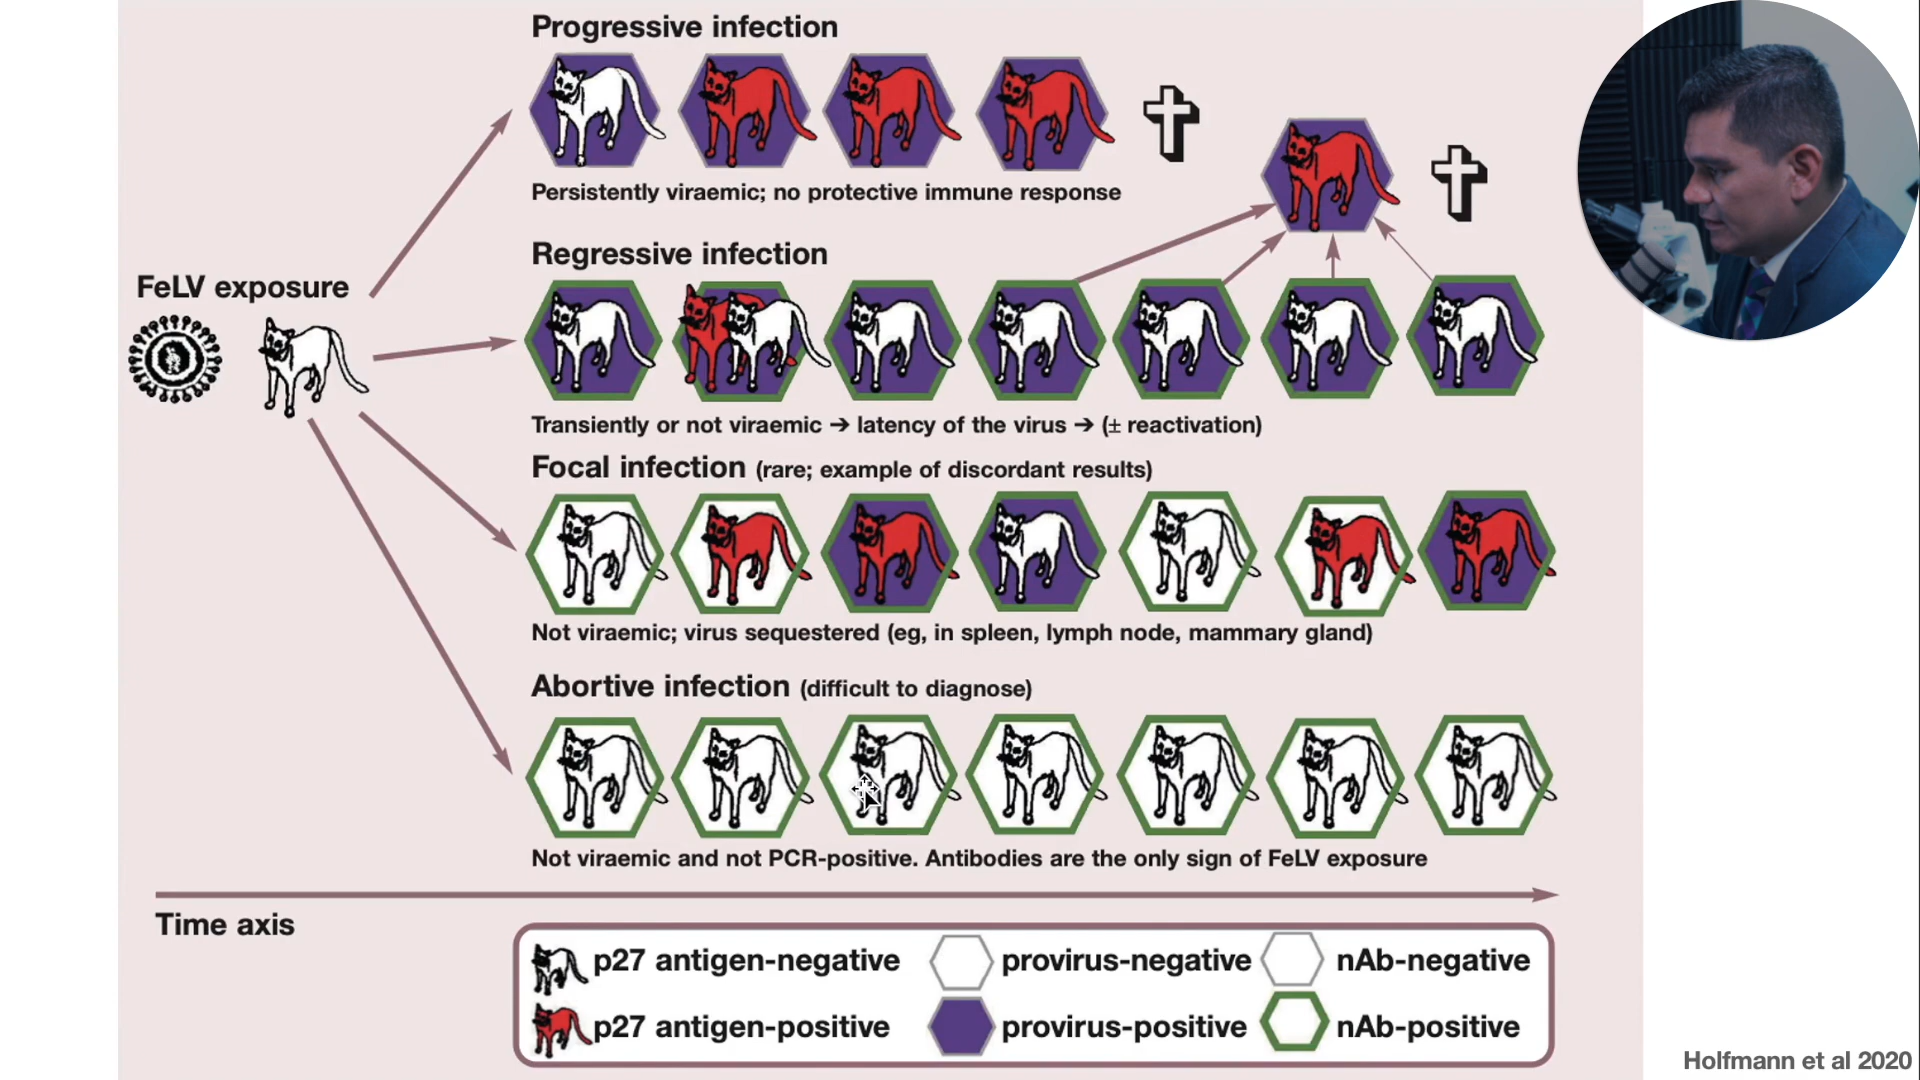 Progressive infection
Persistently viraemic; no protective immune response
Regressive infection
FeLV exposure
Transiently or not viraemic ➔ latency of the virus ➔ (± reactivation)
Focal infection (rare; example of discordant results)
Not viraemic; virus sequestered (eg, in spleen, lymph node, mammary gland)
Abortive infection (difficult to diagnose)
Not viraemic and not PCR-positive. Antibodies are the only sign of FeLV exposure
Time axis
p27 antigen-negative provirus-negative nAb-negative
p27 antigen-positive provirus-positive nAb-positive
Holfmann et al 2020